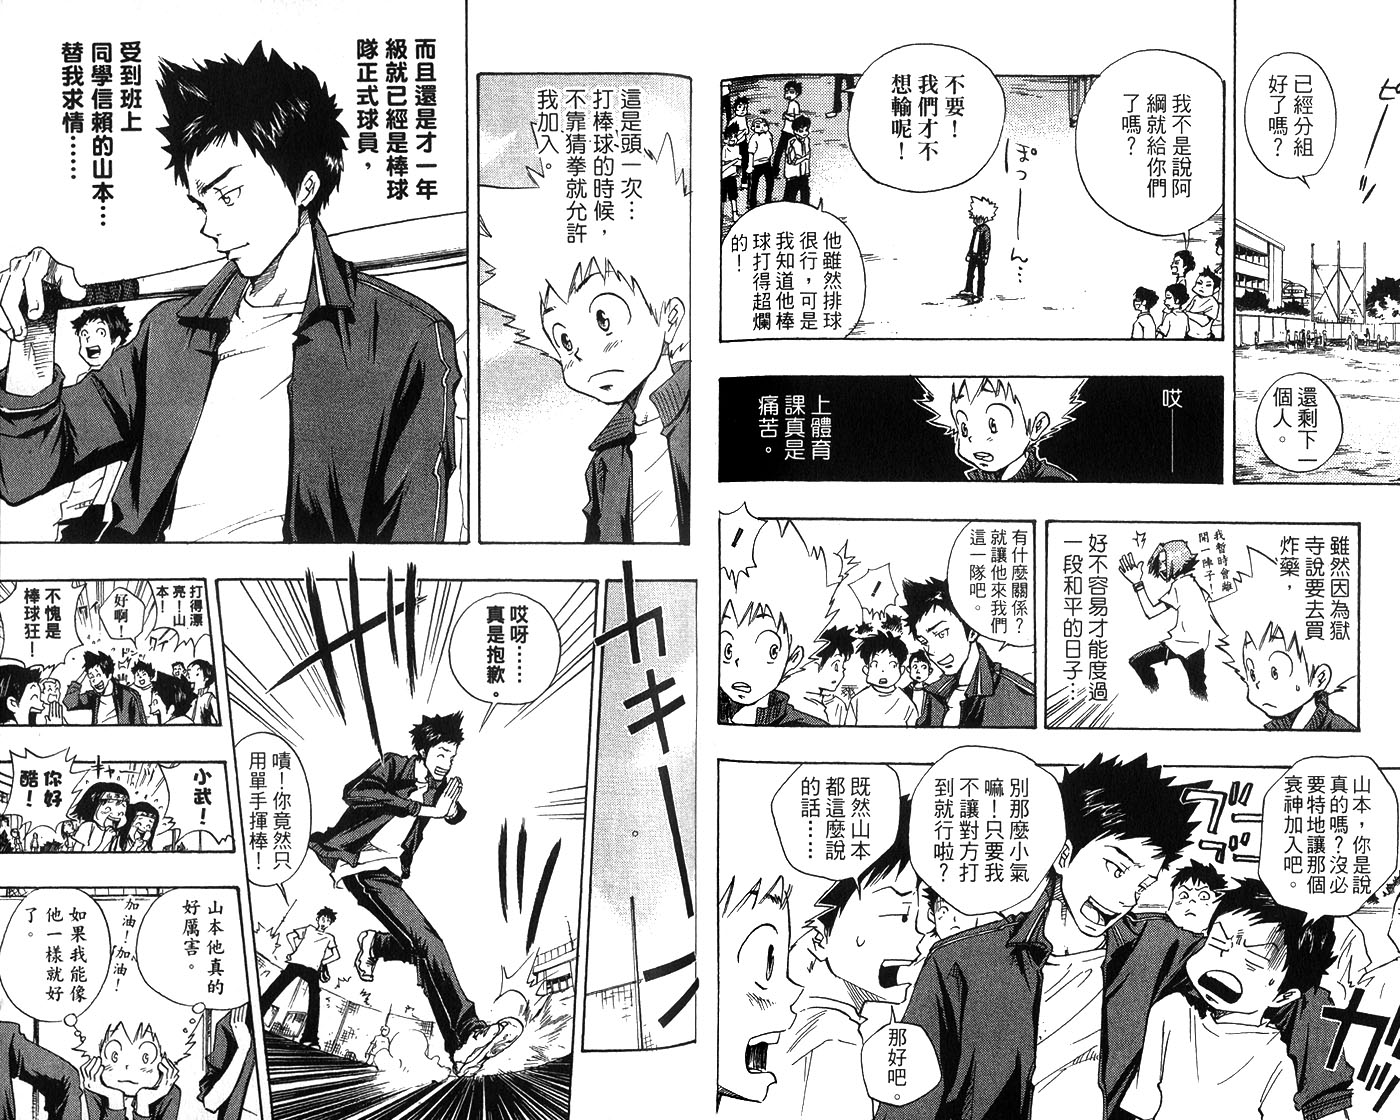 已經分組
好了嗎？
還剩下一
個人。
我不是說阿
綱就給你們
了嗎？
不要！
我們才不
想輸呢！
ぽつーん…
他雖然排球
很行，可是
我知道他棒
球打得超爛
的！
哎
上體育
課真是
痛苦。
雖然因為獄
寺說要去買
炸藥，
我暫時會離
開一陣子！
好不容易才能度過
一段和平的日子…
有什麼關係？
就讓他來我們
這一隊吧。
山本，你是說
真的嗎？沒必
要特地讓那個
衰神加入吧。
別那麼小氣
嘛！只要我
不讓對方打
到就行啦？
既然山本
都這麼說
的話……
那好吧。
這是頭一次…
打棒球的時候，
不靠猜拳就允許
我加入。
而且還是才一年
級就已經是棒球
隊正式球員，
受到班上
同學信賴的山本…
替我求情……
カキーン
。
哎呀……
真是抱歉。
嘖！你竟然只
用單手揮棒！
打得漂
亮！山
本！
好啊！
不愧是
棒球狂！
小武！
你好
酷！
山本他真的
好厲害。
加油！加油！
如果我能像
他一樣就好
了。